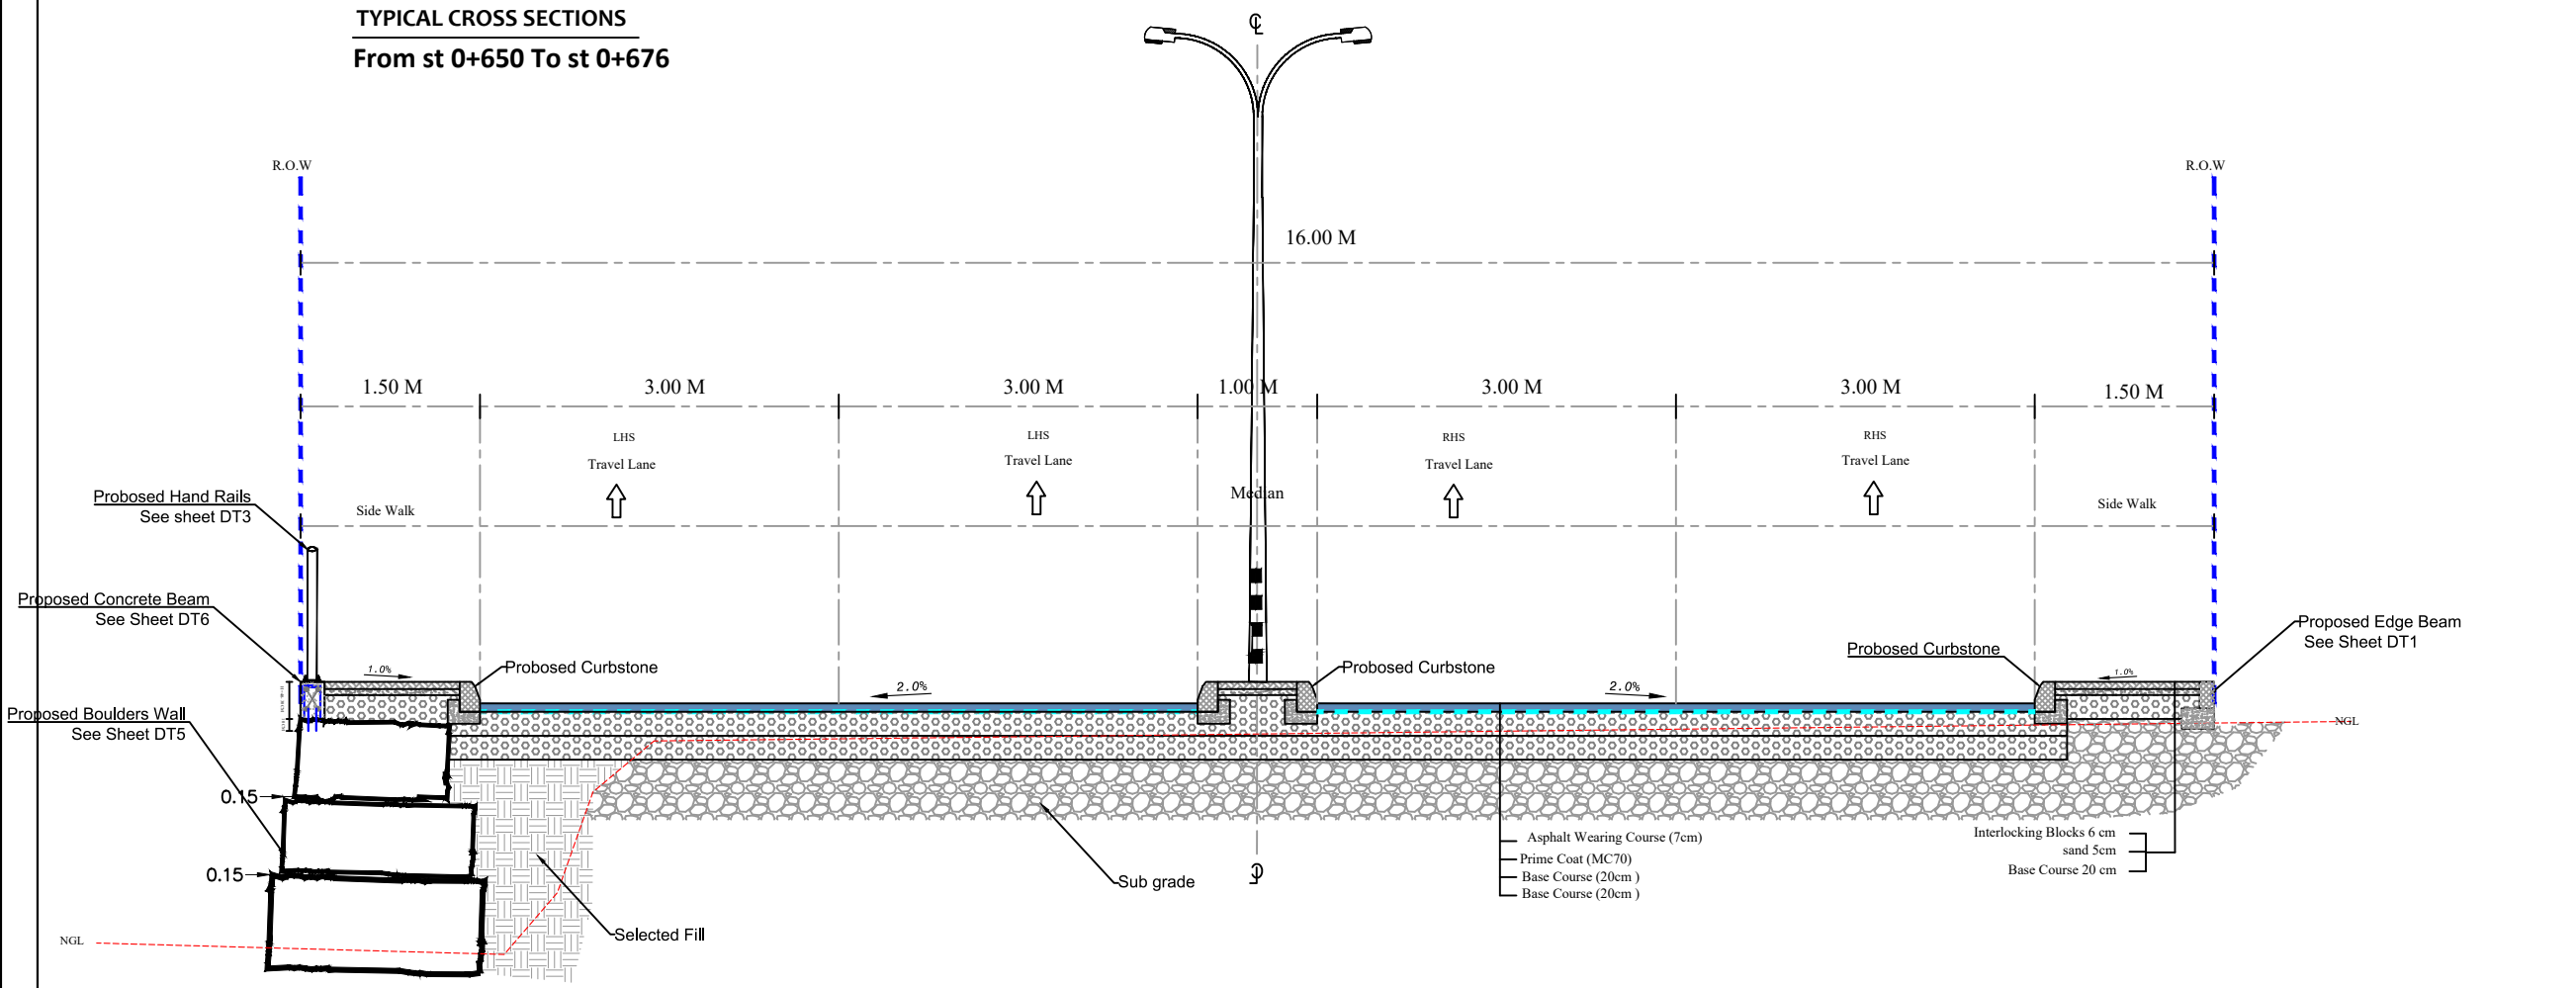 TYPICAL CROSS SECTIONS
From st 0+650 To st 0+676
℄
R.O.W
R.O.W
16.00 M
1.50 M
3.00 M
3.00 M
1.00 M
3.00 M
3.00 M
1.50 M
LHS
Travel Lane
LHS
Travel Lane
RHS
Travel Lane
RHS
Travel Lane
Side Walk
Median
Side Walk
Probosed Hand Rails
See sheet DT3
Proposed Concrete Beam
See Sheet DT6
Proposed Boulders Wall
See Sheet DT5
1.0%
Probosed Curbstone
2.0%
Probosed Curbstone
2.0%
Probosed Curbstone
1.0%
Proposed Edge Beam
See Sheet DT1
NGL
0.15
0.15
NGL
Selected Fill
Sub grade
Asphalt Wearing Course (7cm)
Prime Coat (MC70)
Base Course (20cm )
Base Course (20cm )
Interlocking Blocks 6 cm
sand 5cm
Base Course 20 cm